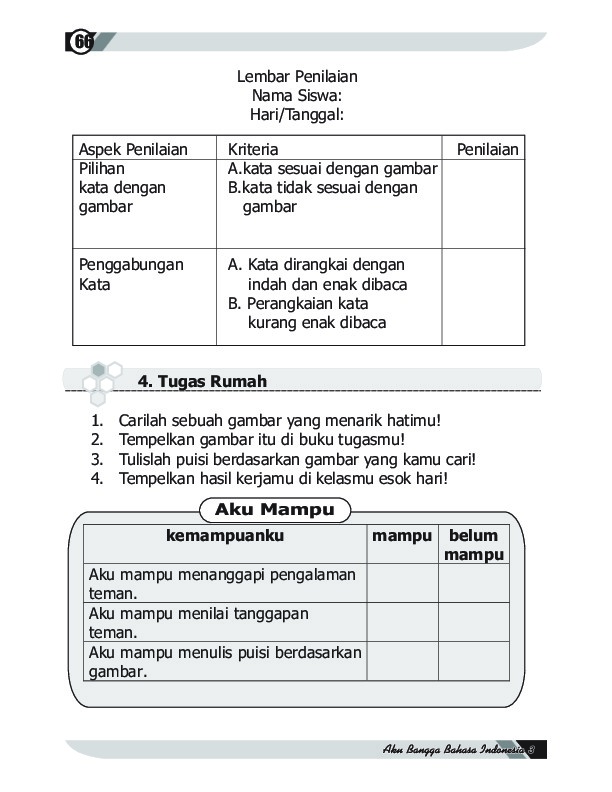 66
Lembar Penilaian
Nama Siswa:
Hari/Tanggal:
Aspek Penilaian Kriteria Penilaian
Pilihan A.kata sesuai dengan gambar
kata dengan B.kata tidak sesuai dengan
gambar gambar
Penggabungan A. Kata dirangkai dengan
Kata indah dan enak dibaca
B. Perangkaian kata
kurang enak dibaca
4. Tugas Rumah
1. Carilah sebuah gambar yang menarik hatimu!
2. Tempelkan gambar itu di buku tugasmu!
3. Tulislah puisi berdasarkan gambar yang kamu cari!
4. Tempelkan hasil kerjamu di kelasmu esok hari!
Aku Mampu
kemampuanku mampu belum
mampu
Aku mampu menanggapi pengalaman
teman.
Aku mampu menilai tanggapan
teman.
Aku mampu menulis puisi berdasarkan
gambar.
Aku Bangga Bahasa Indonesia 3